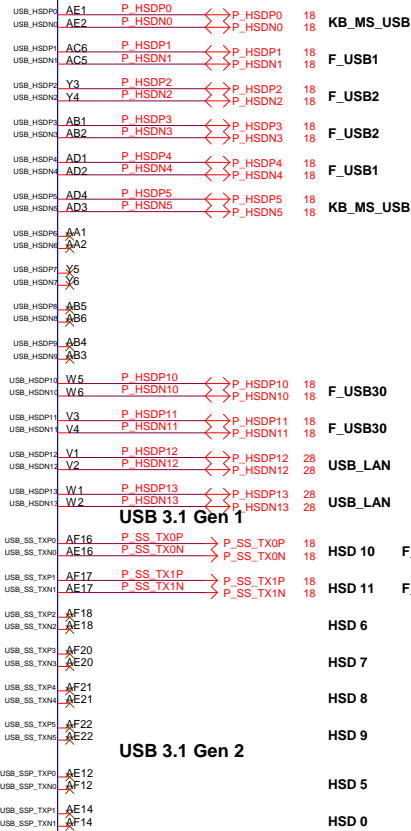 USB_HSDP0 AE1 P_HSDP0 P_HSDP0 18
USB_HSDN0 AE2 P_HSDN0 P_HSDN0 18 KB_MS_USB
USB_HSDP1 AC6 P_HSDP1 P_HSDP1 18
USB_HSDN1 AC5 P_HSDN1 P_HSDN1 18 F_USB1
USB_HSDP2 Y3 P_HSDP2 P_HSDP2 18
USB_HSDN2 Y4 P_HSDN2 P_HSDN2 18 F_USB2
USB_HSDP3 AB1 P_HSDP3 P_HSDP3 18
USB_HSDN3 AB2 P_HSDN3 P_HSDN3 18 F_USB2
USB_HSDP4 AD1 P_HSDP4 P_HSDP4 18
USB_HSDN4 AD2 P_HSDN4 P_HSDN4 18 F_USB1
USB_HSDP5 AD4 P_HSDP5 P_HSDP5 18
USB_HSDN5 AD3 P_HSDN5 P_HSDN5 18 KB_MS_USB
USB_HSDP6 AA1
USB_HSDN6 AA2
USB_HSDP7 Y5
USB_HSDN7 Y6
USB_HSDP8 AB5
USB_HSDN8 AB6
USB_HSDP9 AB4
USB_HSDN9 AB3
USB_HSDP10 W5 P_HSDP10 P_HSDP10 18
USB_HSDN10 W6 P_HSDN10 P_HSDN10 18 F_USB30
USB_HSDP11 V3 P_HSDP11 P_HSDP11 18
USB_HSDN11 V4 P_HSDN11 P_HSDN11 18 F_USB30
USB_HSDP12 V1 P_HSDP12 P_HSDP12 28
USB_HSDN12 V2 P_HSDN12 P_HSDN12 28 USB_LAN
USB_HSDP13 W1 P_HSDP13 P_HSDP13 28
USB_HSDN13 W2 P_HSDN13 P_HSDN13 28 USB_LAN
USB 3.1 Gen 1
USB_SS_TXP0 AF16 P_SS_TX0P P_SS_TX0P 18
USB_SS_TXN0 AE16 P_SS_TX0N P_SS_TX0N 18 HSD 10 F_
USB_SS_TXP1 AF17 P_SS_TX1P P_SS_TX1P 18
USB_SS_TXN1 AE17 P_SS_TX1N P_SS_TX1N 18 HSD 11 F_
USB_SS_TXP2 AF18
USB_SS_TXN2 AE18 HSD 6
USB_SS_TXP3 AF20
USB_SS_TXN3 AE20 HSD 7
USB_SS_TXP4 AF21
USB_SS_TXN4 AE21 HSD 8
USB_SS_TXP5 AF22
USB_SS_TXN5 AE22 HSD 9
USB 3.1 Gen 2
USB_SSP_TXP0 AE12
USB_SSP_TXN0 AF12 HSD 5
USB_SSP_TXP1 AE14
USB_SSP_TXN1 AF14 HSD 0